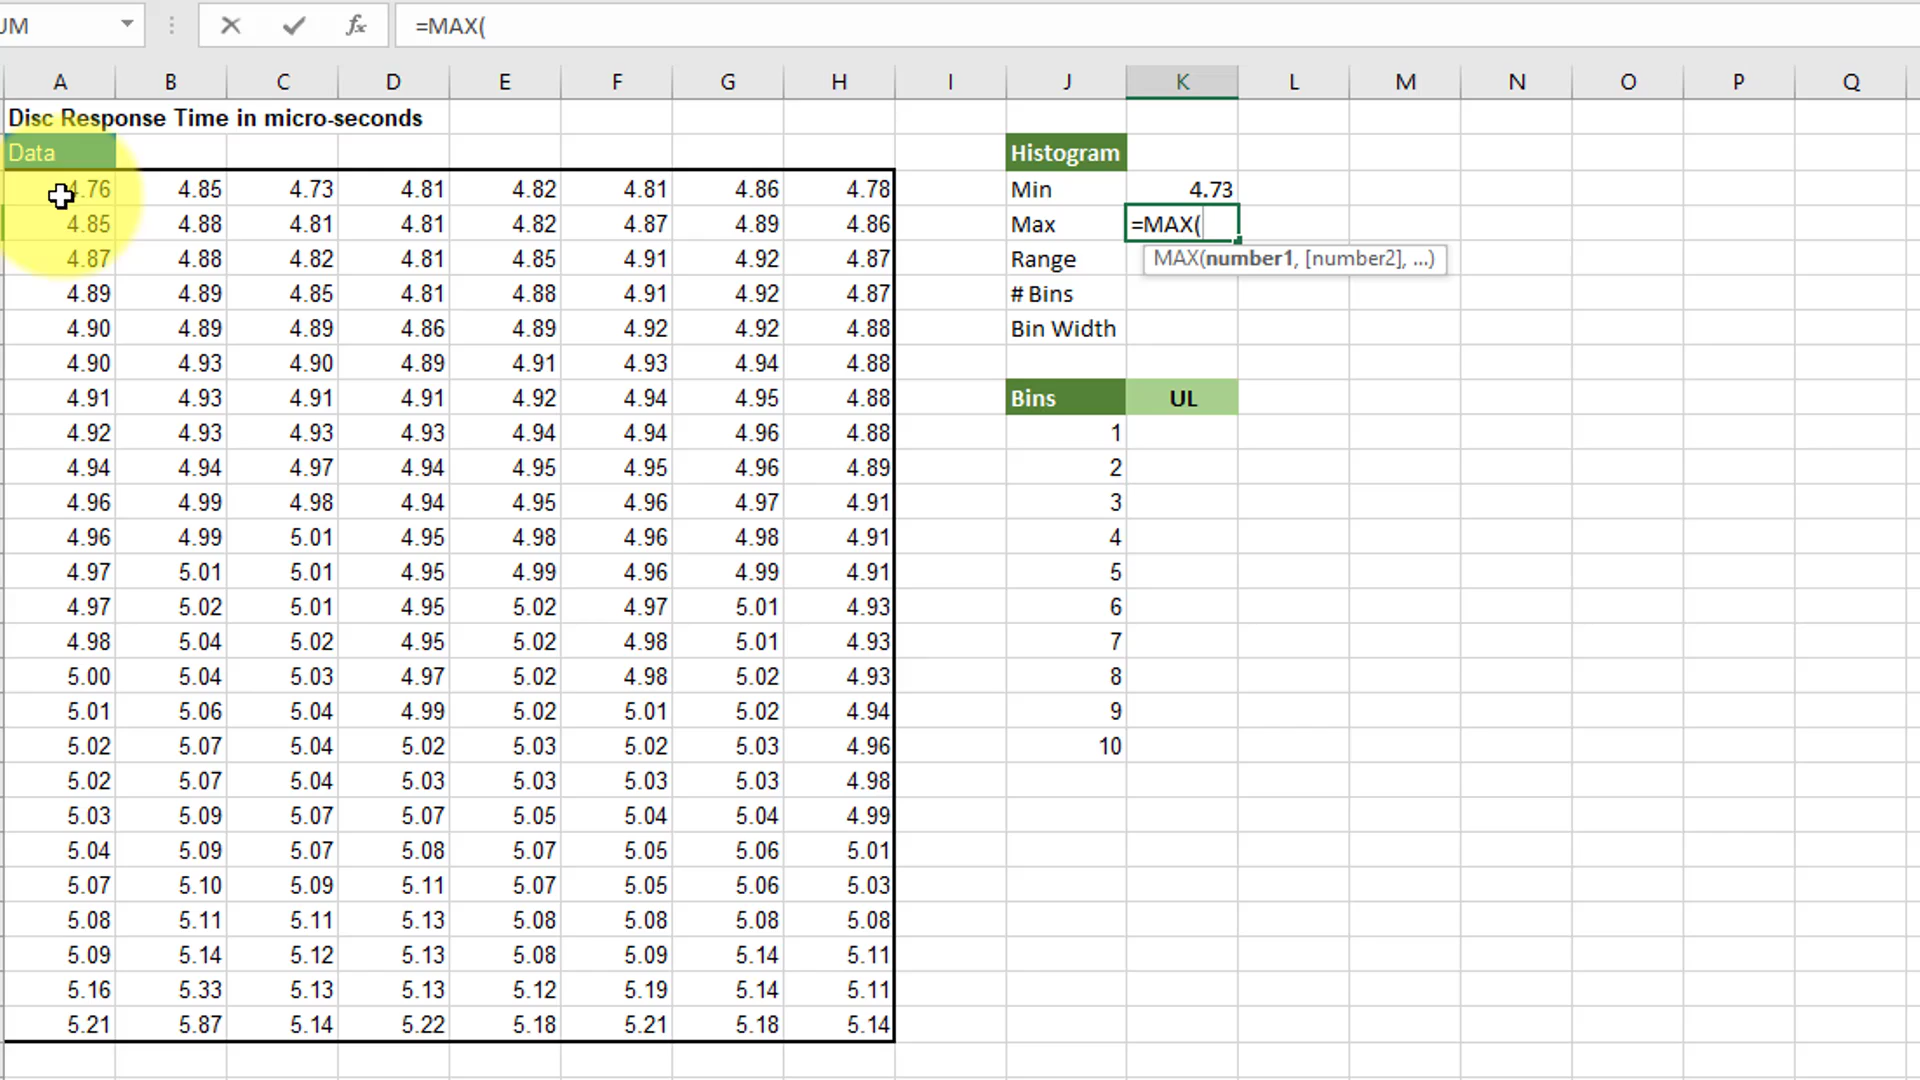 UM =MAX(
A B C D E F G H I J K L M N O P Q
Disc Response Time in micro-seconds
Data Histogram
4.76 4.85 4.73 4.81 4.82 4.81 4.86 4.78 Min 4.73
4.85 4.88 4.81 4.81 4.82 4.87 4.89 4.86 Max =MAX(
4.87 4.88 4.82 4.81 4.85 4.91 4.92 4.87 Range MAX(number1, [number2], ...)
4.89 4.89 4.85 4.81 4.88 4.91 4.92 4.87 # Bins
4.90 4.89 4.89 4.86 4.89 4.92 4.92 4.88 Bin Width
4.90 4.93 4.90 4.89 4.91 4.93 4.94 4.88
4.91 4.93 4.91 4.91 4.92 4.94 4.95 4.88 Bins UL
4.92 4.93 4.93 4.93 4.94 4.94 4.96 4.88 1
4.94 4.94 4.97 4.94 4.95 4.95 4.96 4.89 2
4.96 4.99 4.98 4.94 4.95 4.96 4.97 4.91 3
4.96 4.99 5.01 4.95 4.98 4.96 4.98 4.91 4
4.97 5.01 5.01 4.95 4.99 4.96 4.99 4.91 5
4.97 5.02 5.01 4.95 5.02 4.97 5.01 4.93 6
4.98 5.04 5.02 4.95 5.02 4.98 5.01 4.93 7
5.00 5.04 5.03 4.97 5.02 4.98 5.02 4.93 8
5.01 5.06 5.04 4.99 5.02 5.01 5.02 4.94 9
5.02 5.07 5.04 5.02 5.03 5.02 5.03 4.96 10
5.02 5.07 5.04 5.03 5.03 5.03 5.03 4.98
5.03 5.09 5.07 5.07 5.05 5.04 5.04 4.99
5.04 5.09 5.07 5.08 5.07 5.05 5.06 5.01
5.07 5.10 5.09 5.11 5.07 5.05 5.06 5.03
5.08 5.11 5.11 5.13 5.08 5.08 5.08 5.08
5.09 5.14 5.12 5.13 5.08 5.09 5.14 5.11
5.16 5.33 5.13 5.13 5.12 5.19 5.14 5.11
5.21 5.87 5.14 5.22 5.18 5.21 5.18 5.14